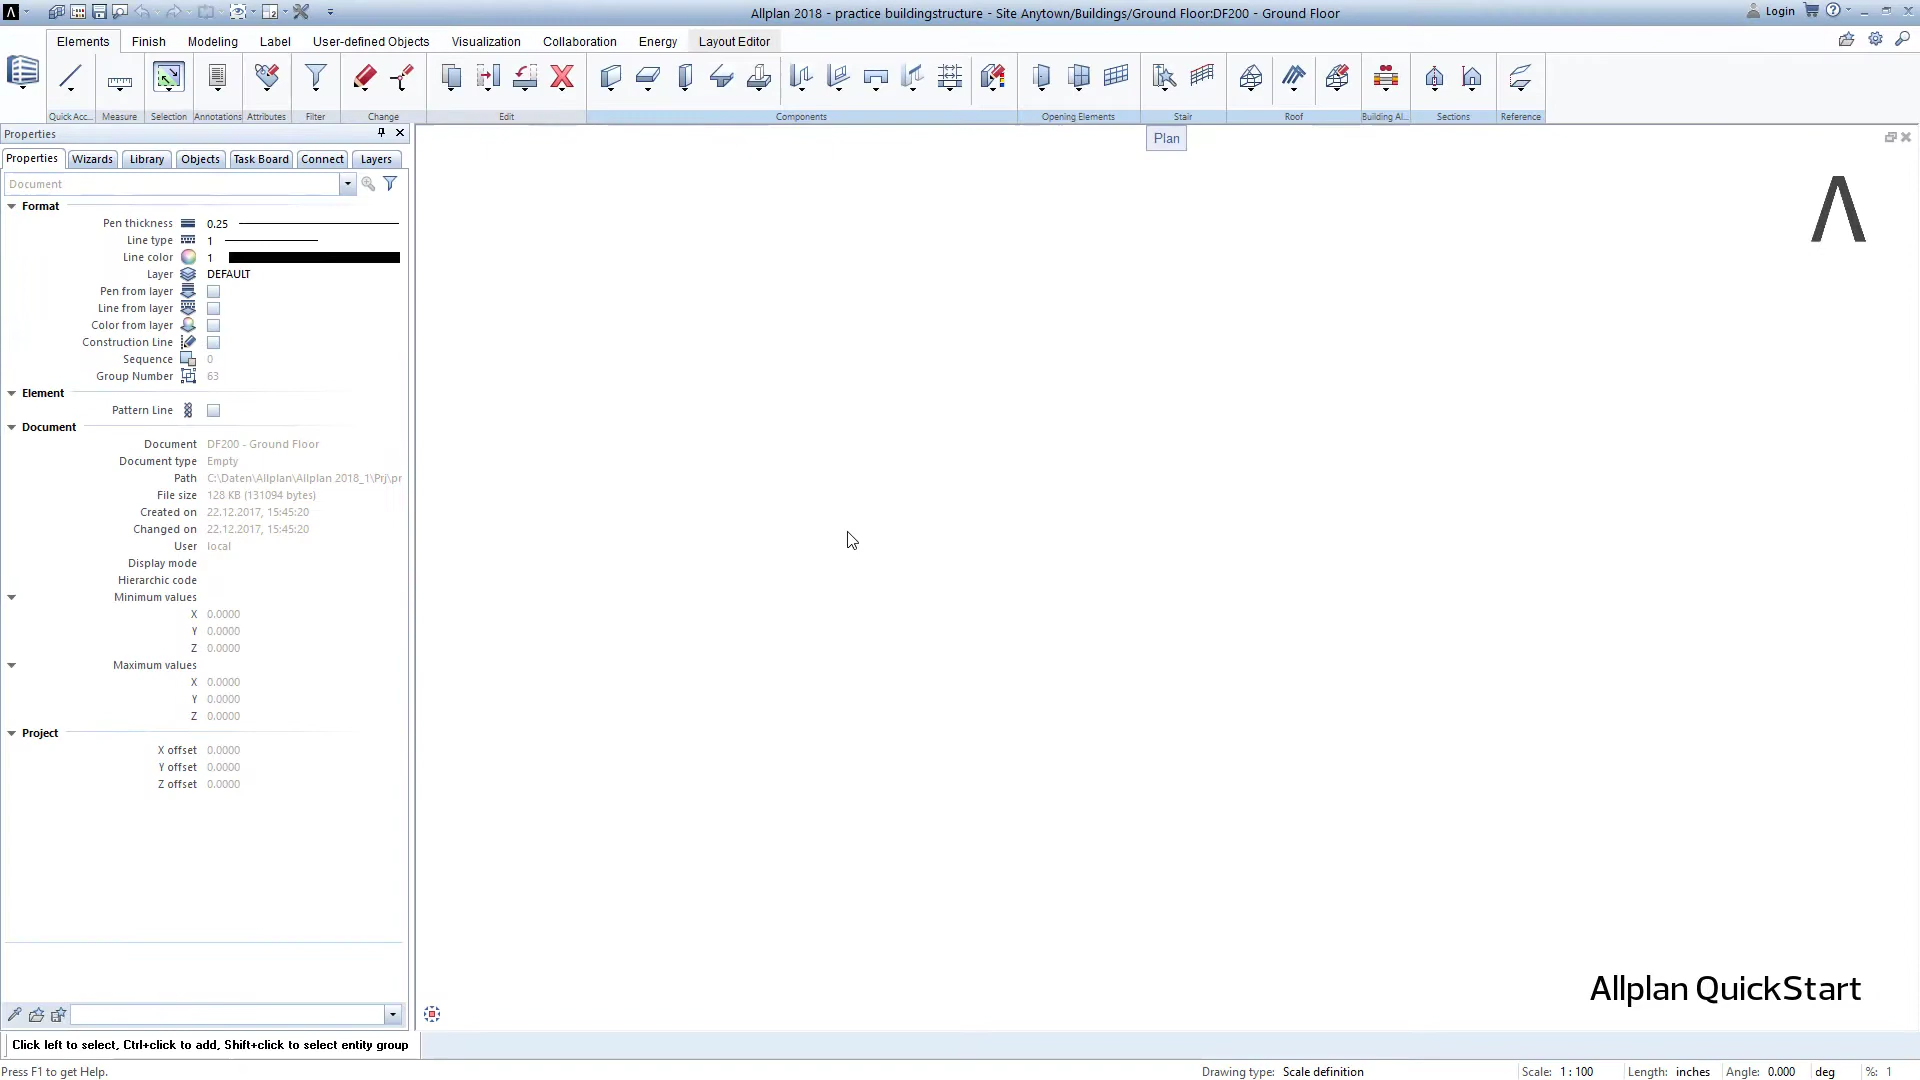 Allplan 2018 - practice buildingstructure - Site Anytown/Buildings/Ground Floor:DF200 - Ground Floor
Login
Elements Finish Modeling Label User-defined Objects Visualization Collaboration Energy Layout Editor
Quick Acc... Measure Selection Annotations Attributes Filter Change Edit Components Opening Elements Stair Roof Building Al... Sections Reference
Properties
Plan
Properties Wizards Library Objects Task Board Connect Layers
Document
Format
Pen thickness 0.25
Line type 1
Line color 1
Layer DEFAULT
Pen from layer
Line from layer
Color from layer
Construction Line
Sequence 0
Group Number 63
Element
Pattern Line
Document
Document DF200 - Ground Floor
Document type Empty
Path C:\Daten\Allplan\Allplan 2018_1\Prj\pr
File size 128 KB (131094 bytes)
Created on 22.12.2017, 15:45:20
Changed on 22.12.2017, 15:45:20
User local
Display mode
Hierarchic code
Minimum values
X 0.0000
Y 0.0000
Z 0.0000
Maximum values
X 0.0000
Y 0.0000
Z 0.0000
Project
X offset 0.0000
Y offset 0.0000
Z offset 0.0000
Allplan QuickStart
Click left to select, Ctrl+click to add, Shift+click to select entity group
Press F1 to get Help.
Drawing type: Scale definition Scale: 1 : 100 Length: inches Angle: 0.000 deg %: 1